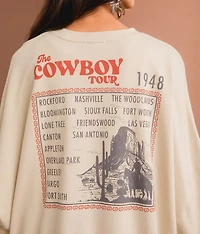 The
COWBOY
TOUR
1948
ROCKFORD NASHVILLE THE WOODLANDS
BLOOMINGTON SIOUX FALLS FORT WORTH
LONE TREE FRIENDSWOOD LAS VEGAS
CANTON SAN ANTONIO
APPLETON
OVERLAND PARK
GREELEY
FARGO
FORT SMITH